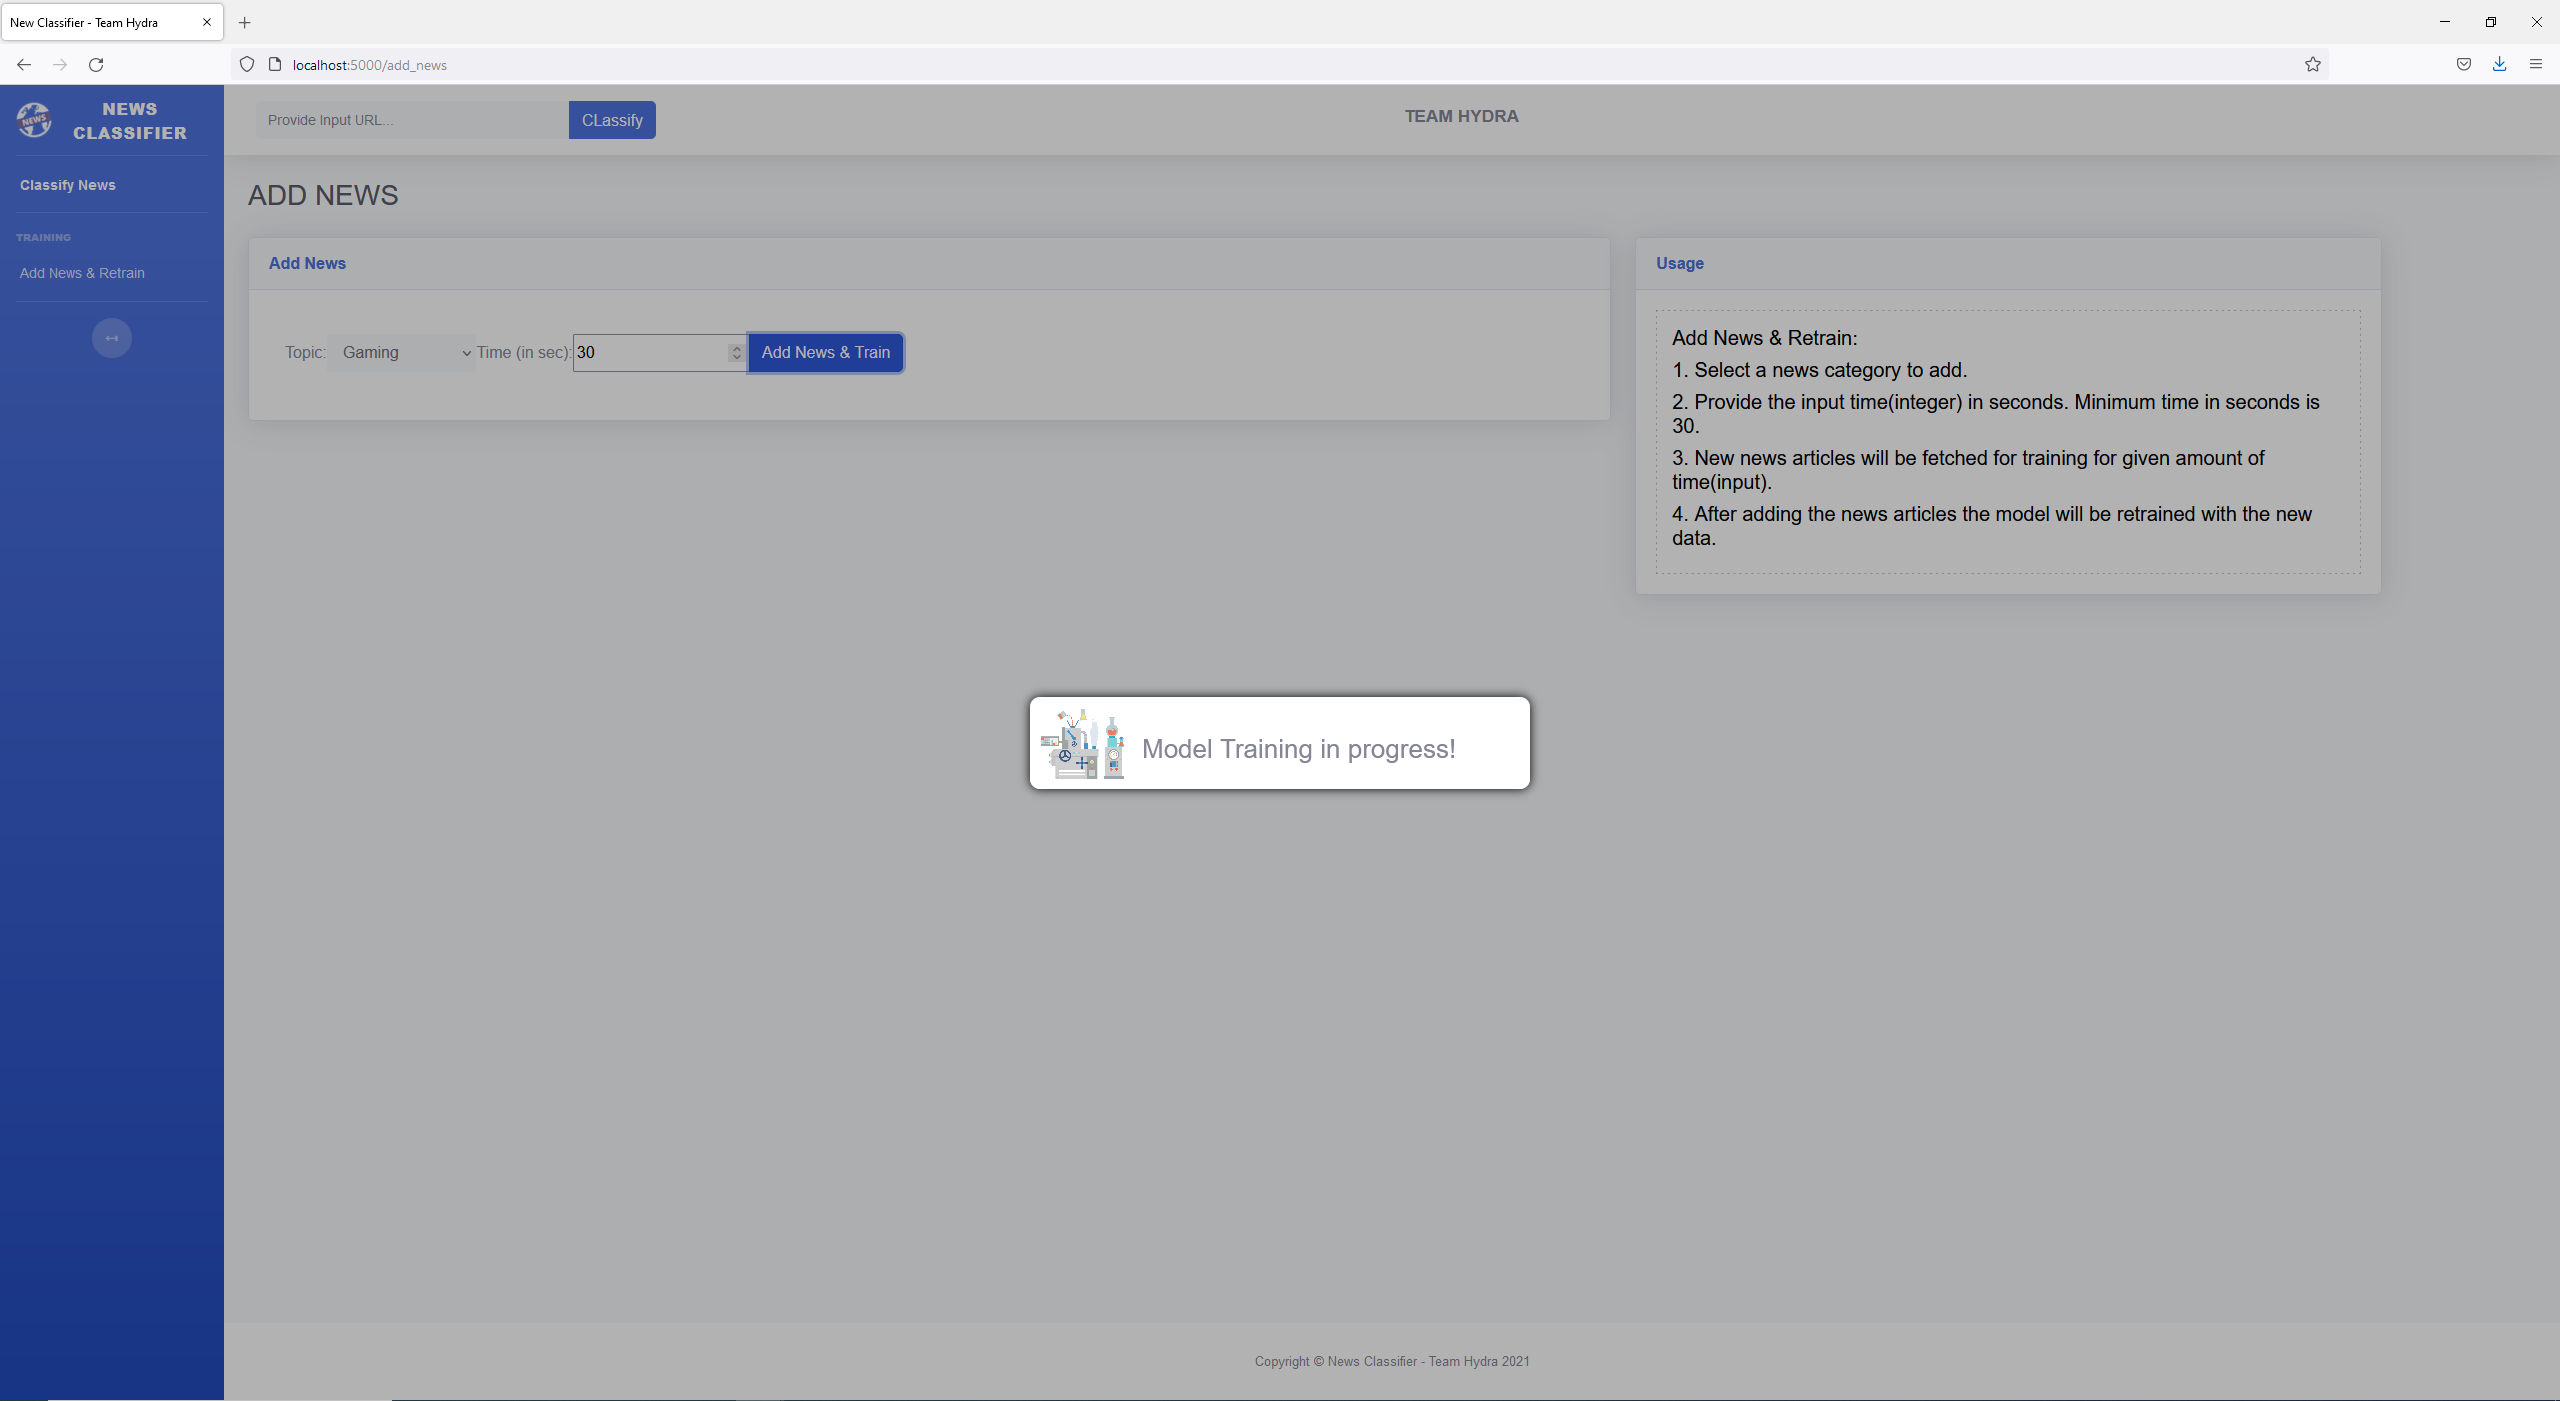 New Classifier - Team Hydra
localhost:5000/add_news
NEWS
NEWS
CLASSIFIER
Provide Input URL...
CLassify
TEAM HYDRA
Classify News
TRAINING
Add News & Retrain
ADD NEWS
Add News
Topic:
Gaming
Time (in sec):
30
Add News & Train
Usage
Add News & Retrain:
1. Select a news category to add.
2. Provide the input time(integer) in seconds. Minimum time in seconds is
30.
3. New news articles will be fetched for training for given amount of
time(input).
4. After adding the news articles the model will be retrained with the new
data.
Model Training in progress!
Copyright © News Classifier - Team Hydra 2021